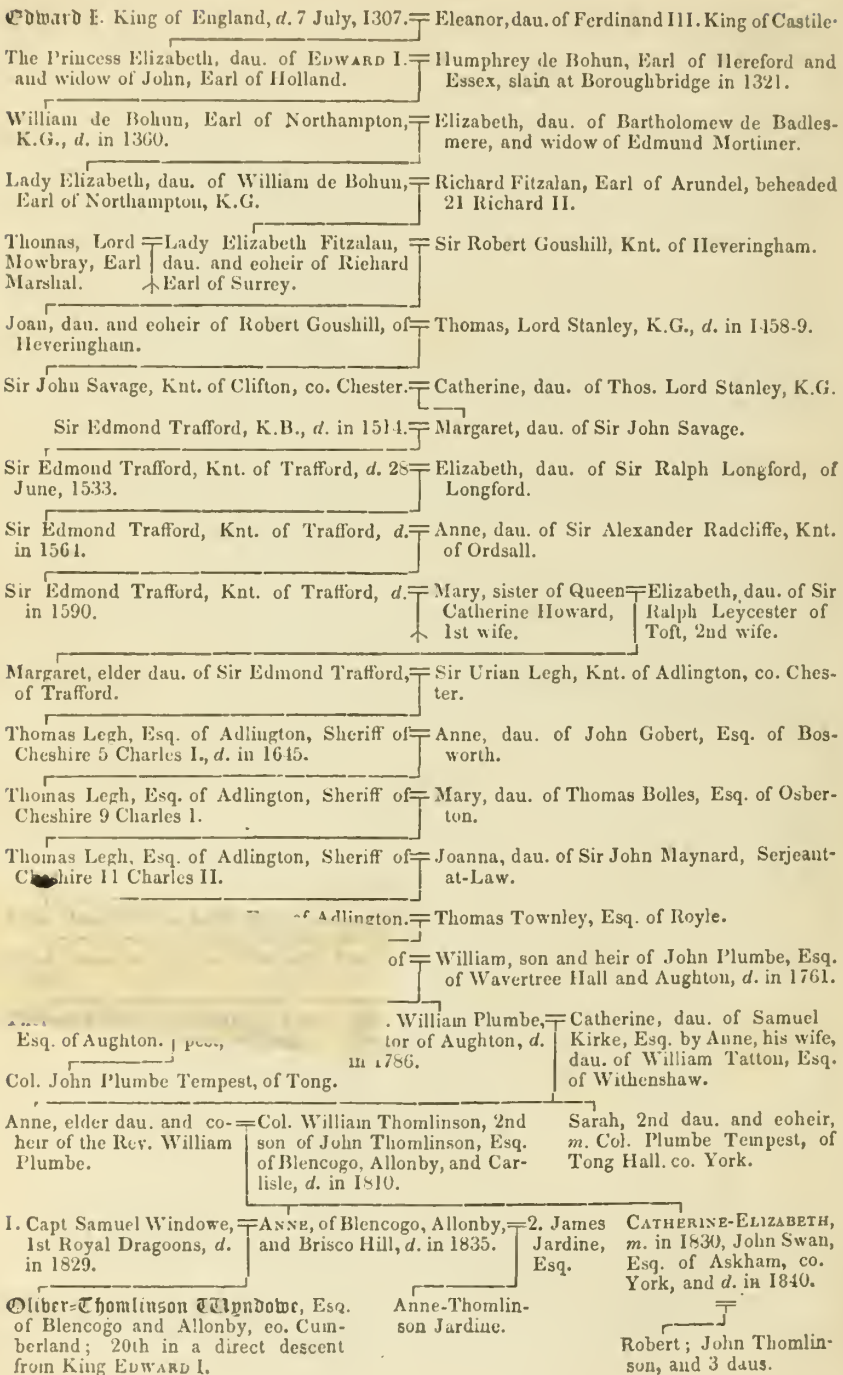 Edward I. King of England, d. 7 July, 1307. Eleanor, dau. of Ferdinand III. King of Castile.
The Princess Elizabeth, dau. of EDWARD I. Humphrey de Bohun, Earl of Hereford and
and widow of John, Earl of Holland. Essex, slain at Boroughbridge in 1321.
William de Bohun, Earl of Northampton, Elizabeth, dau. of Bartholomew de Badles-
K.G., d. in 1360. mere, and widow of Edmund Mortimer.
Lady Elizabeth, dau. of William de Bohun, Richard Fitzalan, Earl of Arundel, beheaded
Earl of Northampton, K.G. 21 Richard II.
Thomas, Lord Lady Elizabeth Fitzalan, Sir Robert Goushill, Knt. of Heveringham.
Mowbray, Earl dau. and coheir of Richard
Marshal. Earl of Surrey.
Joan, dau. and coheir of Robert Goushill, of Thomas, Lord Stanley, K.G., d. in 1458-9.
Heveringham.
Sir John Savage, Knt. of Clifton, co. Chester. Catherine, dau. of Thos. Lord Stanley, K.G.
Sir Edmond Trafford, K.B., d. in 1514. Margaret, dau. of Sir John Savage.
Sir Edmond Trafford, Knt. of Trafford, d. 28 Elizabeth, dau. of Sir Ralph Longford, of
June, 1533. Longford.
Sir Edmond Trafford, Knt. of Trafford, d. Anne, dau. of Sir Alexander Radcliffe, Knt.
in 1564. of Ordsall.
Sir Edmond Trafford, Knt. of Trafford, d. Mary, sister of Queen Elizabeth, dau. of Sir
in 1590. Catherine Howard, Ralph Leycester of
1st wife. Toft, 2nd wife.
Margaret, elder dau. of Sir Edmond Trafford, Sir Urian Legh, Knt. of Adlington, co. Ches-
of Trafford. ter.
Thomas Legh, Esq. of Adlington, Sheriff of Anne, dau. of John Gobert, Esq. of Bos-
Cheshire 5 Charles I., d. in 1645. worth.
Thomas Legh, Esq. of Adlington, Sheriff of Mary, dau. of Thomas Bolles, Esq. of Osber-
Cheshire 9 Charles I. ton.
Thomas Legh, Esq. of Adlington, Sheriff of Joanna, dau. of Sir John Maynard, Serjeant-
Cheshire 11 Charles II. at-Law.
of Adlington. Thomas Townley, Esq. of Royle.
of William, son and heir of John Plumbe, Esq.
of Wavertree Hall and Aughton, d. in 1761.
. William Plumbe, Catherine, dau. of Samuel
Esq. of Aughton. tor of Aughton, d. Kirke, Esq. by Anne, his wife,
in 1786. dau. of William Tatton, Esq.
Col. John Plumbe Tempest, of Tong. of Withenshaw.
Anne, elder dau. and co- Col. William Thomlinson, 2nd Sarah, 2nd dau. and coheir,
heir of the Rev. William son of John Thomlinson, Esq. m. Col. Plumbe Tempest, of
Plumbe. of Blencogo, Allonby, and Car- Tong Hall. co. York.
lisle, d. in 1810.
1. Capt Samuel Windowe, ANNE, of Blencogo, Allonby, 2. James CATHERINE-ELIZABETH,
1st Royal Dragoons, d. and Brisco Hill, d. in 1835. Jardine, m. in 1830, John Swan,
in 1829. Esq. Esq. of Askham, co.
York, and d. in 1840.
Oliver-Thomlinson Wyndowe, Esq. Anne-Thomlin-
of Blencogo and Allonby, co. Cum- son Jardine.
berland; 20th in a direct descent Robert; John Thomlin-
from King EDWARD I. son, and 3 daus.